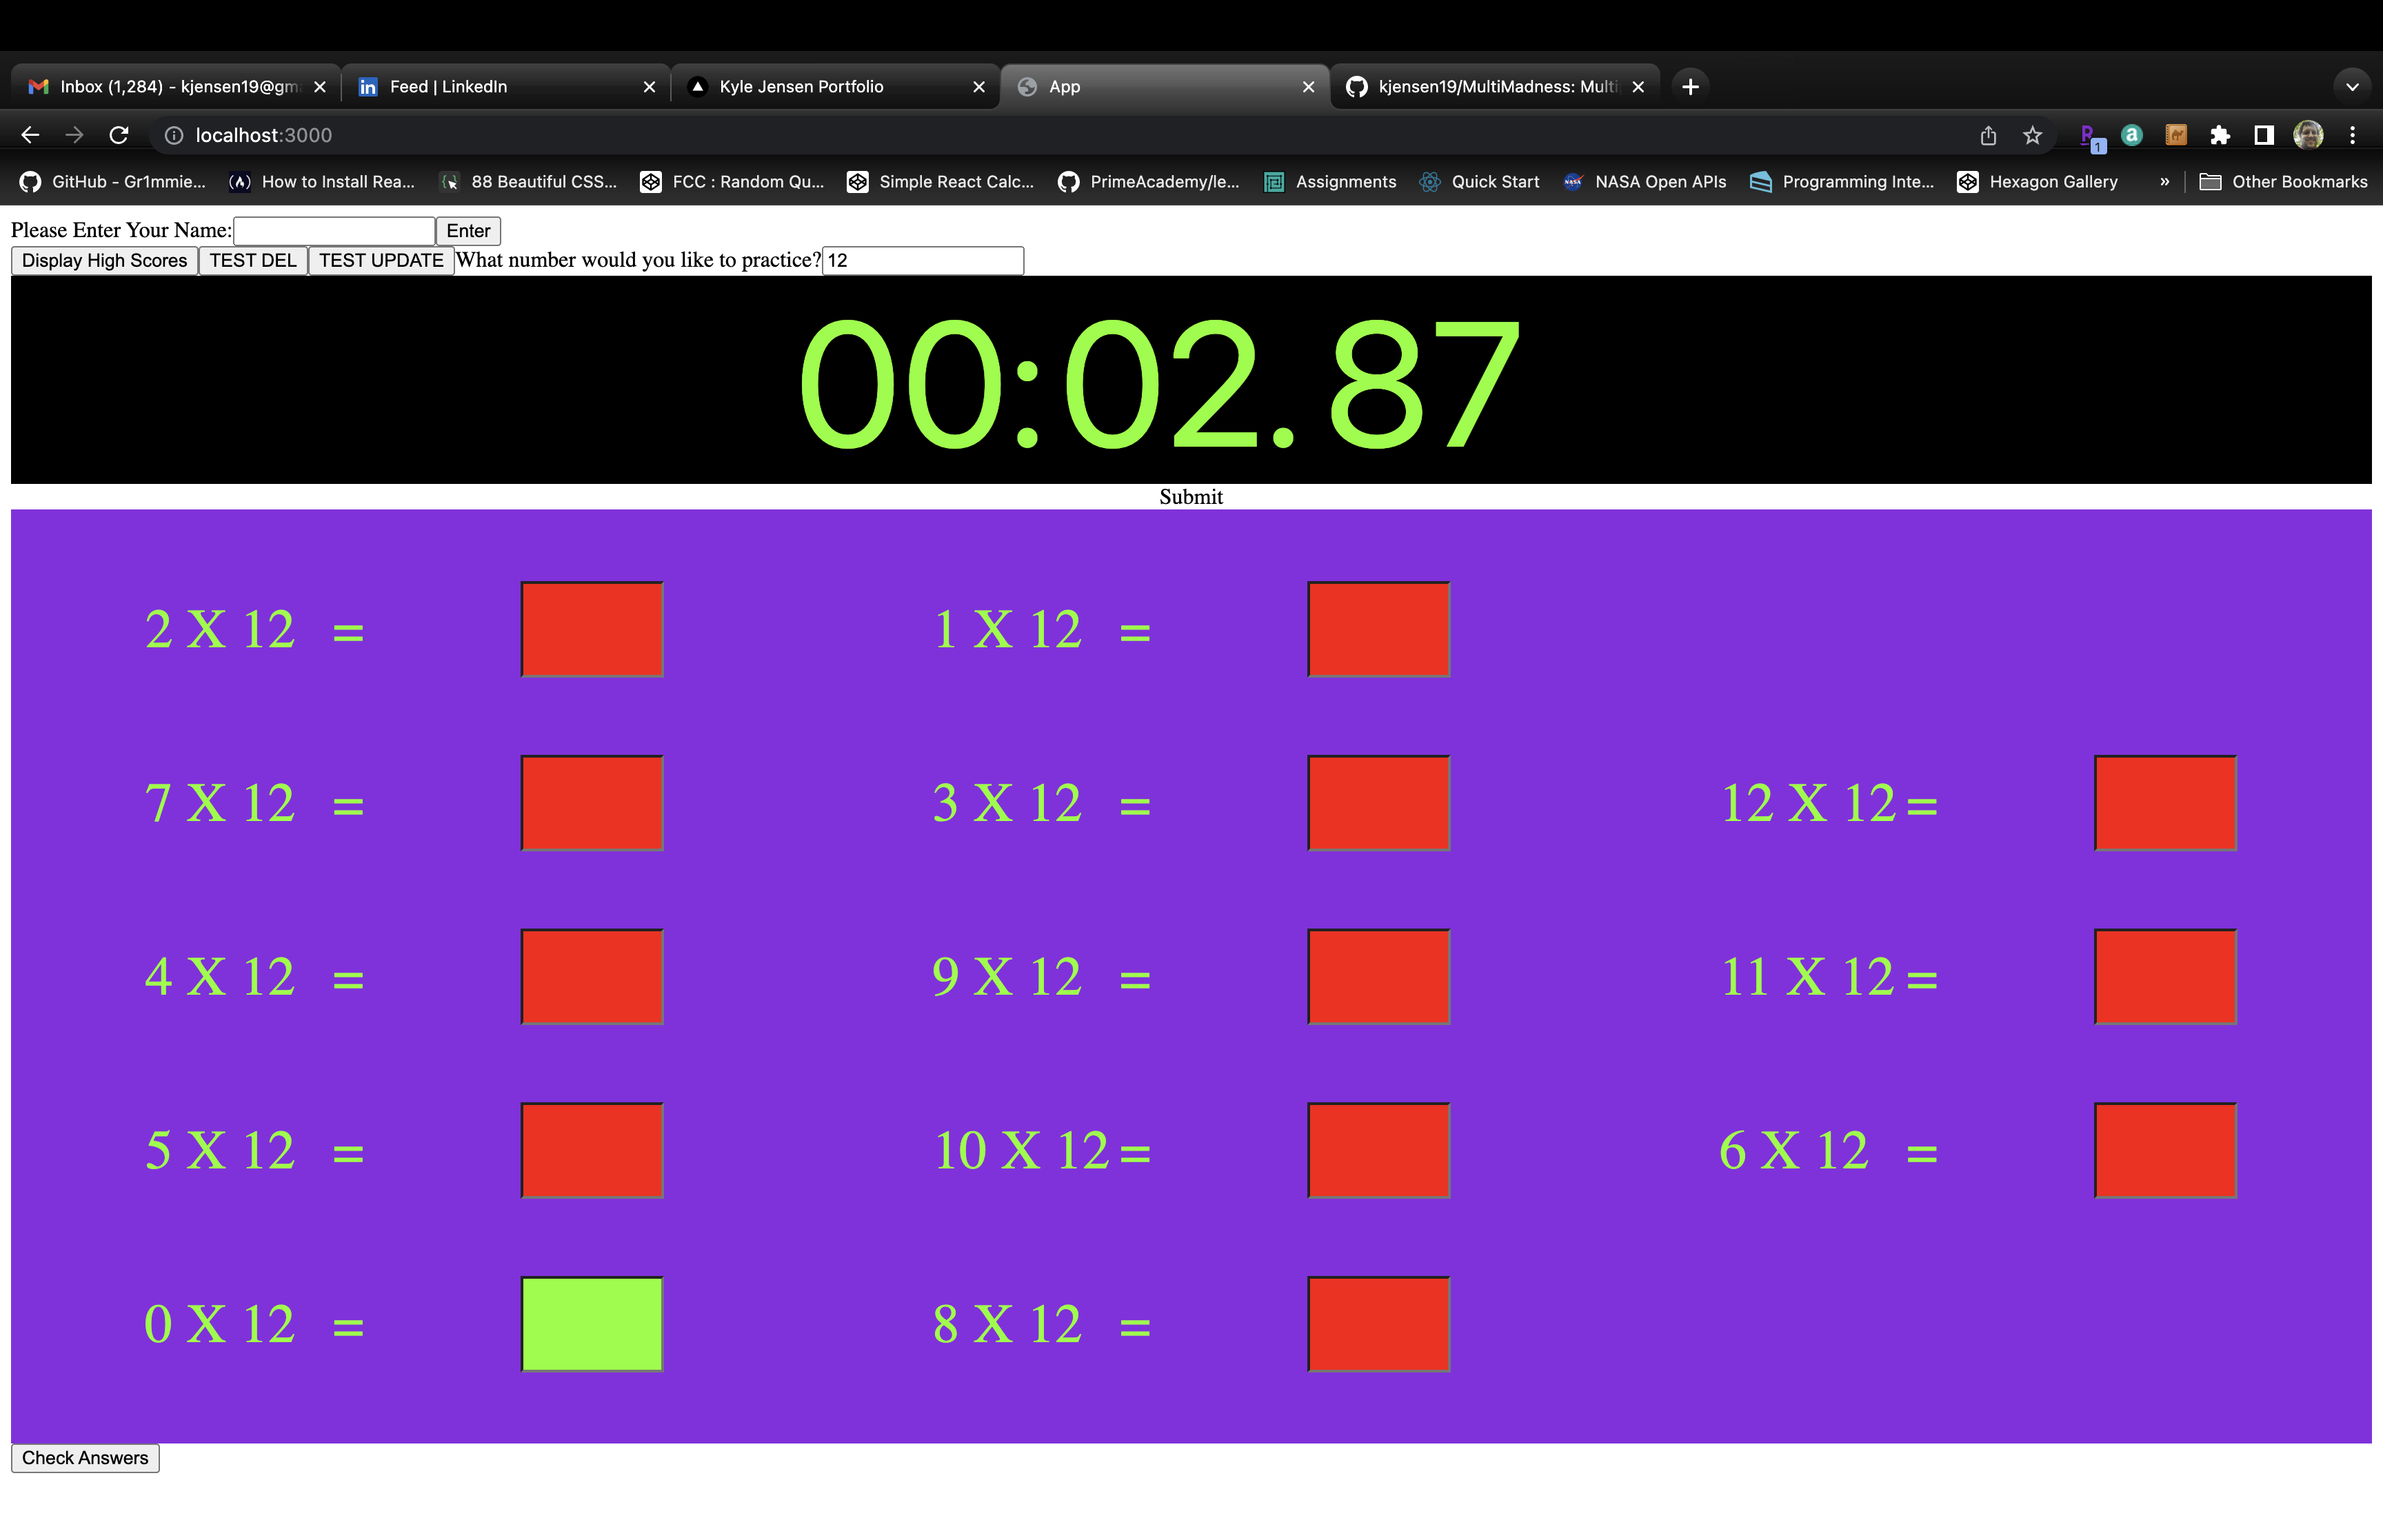 Inbox (1,284) - kjensen19@gm
Feed | LinkedIn
Kyle Jensen Portfolio
App
kjensen19/MultiMadness: Multi
localhost:3000
1
GitHub - Gr1mmie...
How to Install Rea...
88 Beautiful CSS...
FCC : Random Qu...
Simple React Calc...
PrimeAcademy/le...
Assignments
Quick Start
NASA Open APIs
Programming Inte...
Hexagon Gallery
»
Other Bookmarks
Please Enter Your Name: Enter
Display High Scores TEST DEL TEST UPDATE What number would you like to practice? 12
00:02.87
Submit
2 X 12 = 1 X 12 =
7 X 12 = 3 X 12 = 12 X 12 =
4 X 12 = 9 X 12 = 11 X 12 =
5 X 12 = 10 X 12 = 6 X 12 =
0 X 12 = 8 X 12 =
Check Answers